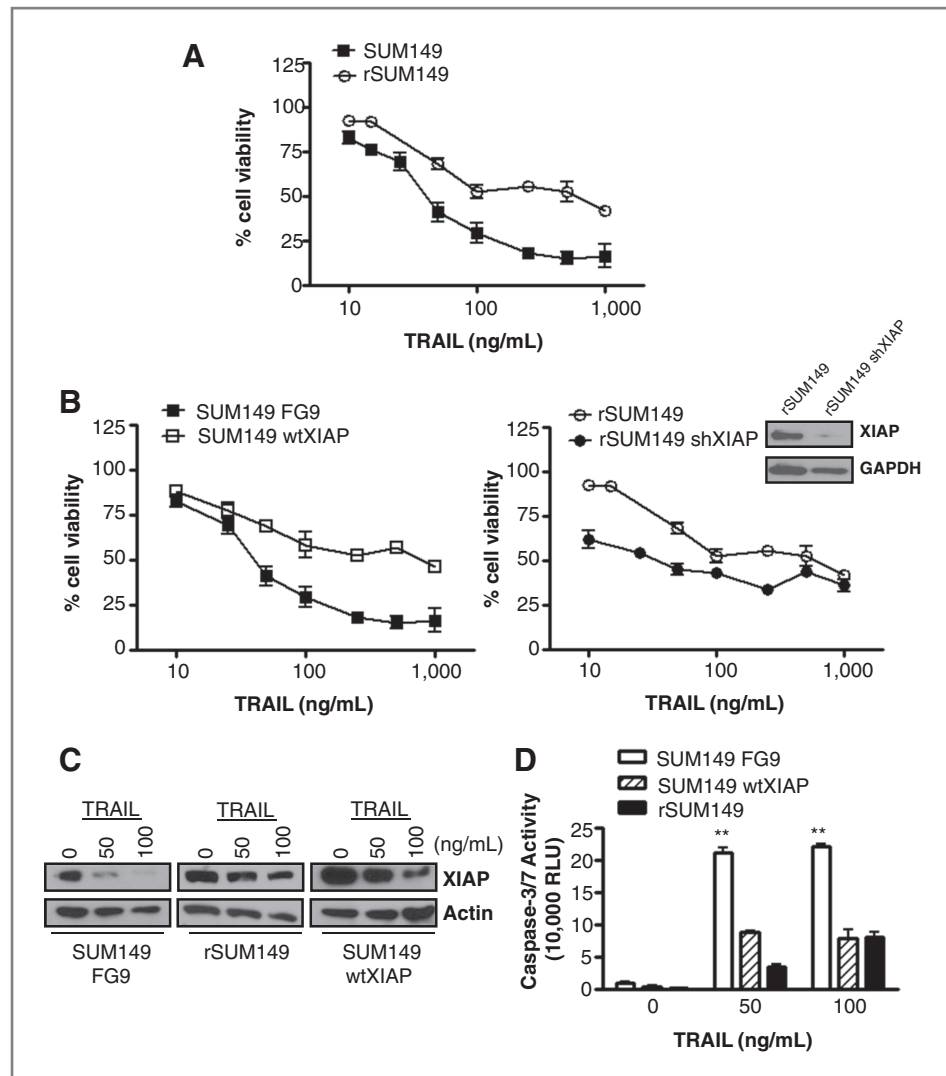 A
SUM149
rSUM149
125
100
75
50
25
0
% cell viability
10 100 1,000
TRAIL (ng/mL)
B
SUM149 FG9
SUM149 wtXIAP
125
100
75
50
25
0
% cell viability
10 100 1,000
TRAIL (ng/mL)
rSUM149
rSUM149 shXIAP
125
100
75
50
25
0
% cell viability
10 100 1,000
TRAIL (ng/mL)
rSUM149
rSUM149 shXIAP
XIAP
GAPDH
C
TRAIL TRAIL TRAIL
0 50 100 0 50 100 0 50 100 (ng/mL)
XIAP
Actin
SUM149 FG9
rSUM149
SUM149 wtXIAP
D
SUM149 FG9
SUM149 wtXIAP
rSUM149
Caspase-3/7 Activity
(10,000 RLU)
25
20
15
10
5
0
** **
0 50 100
TRAIL (ng/mL)